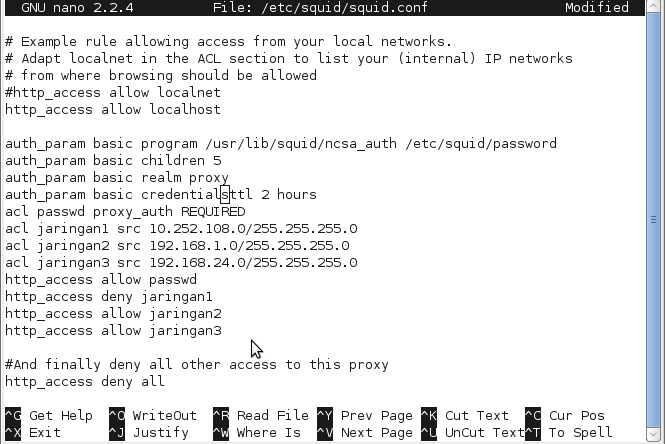 GNU nano 2.2.4 File: /etc/squid/squid.conf Modified
# Example rule allowing access from your local networks.
# Adapt localnet in the ACL section to list your (internal) IP networks
# from where browsing should be allowed
#http_access allow localnet
http_access allow localhost
auth_param basic program /usr/lib/squid/ncsa_auth /etc/squid/password
auth_param basic children 5
auth_param basic realm proxy
auth_param basic credentialsttl 2 hours
acl passwd proxy_auth REQUIRED
acl jaringan1 src 10.252.108.0/255.255.255.0
acl jaringan2 src 192.168.1.0/255.255.255.0
acl jaringan3 src 192.168.24.0/255.255.255.0
http_access allow passwd
http_access deny jaringan1
http_access allow jaringan2
http_access allow jaringan3
#And finally deny all other access to this proxy
http_access deny all
^G Get Help ^O WriteOut ^R Read File ^Y Prev Page ^K Cut Text ^C Cur Pos
^X Exit ^J Justify ^W Where Is ^V Next Page ^U UnCut Text ^T To Spell